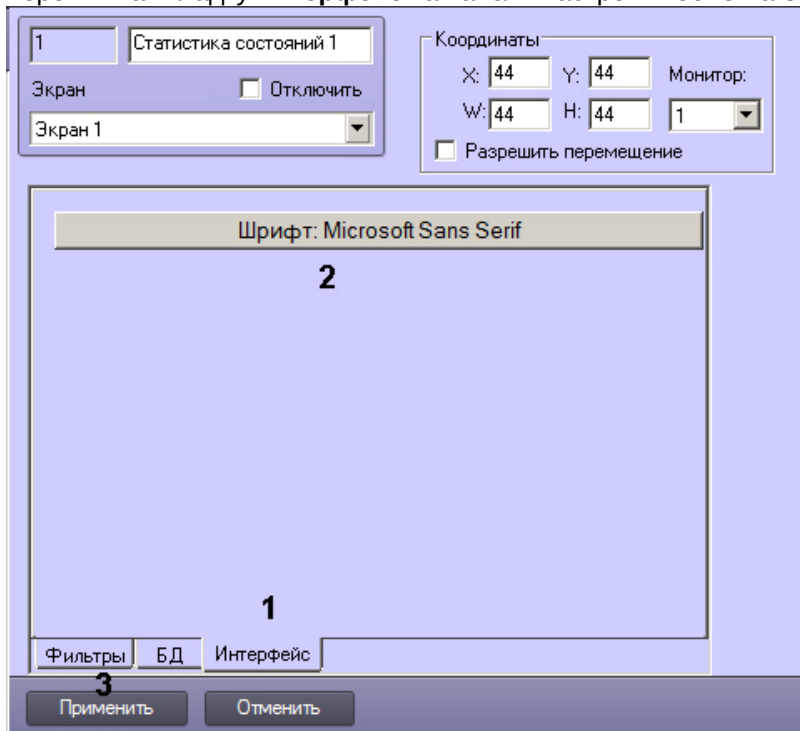 1 Статистика состояний 1
Экран Отключить
Экран 1
Координаты
X: 44 Y: 44 Монитор:
W: 44 H: 44 1
Разрешить перемещение
Шрифт: Microsoft Sans Serif
2
1
Фильтры БД Интерфейс
3
Применить Отменить